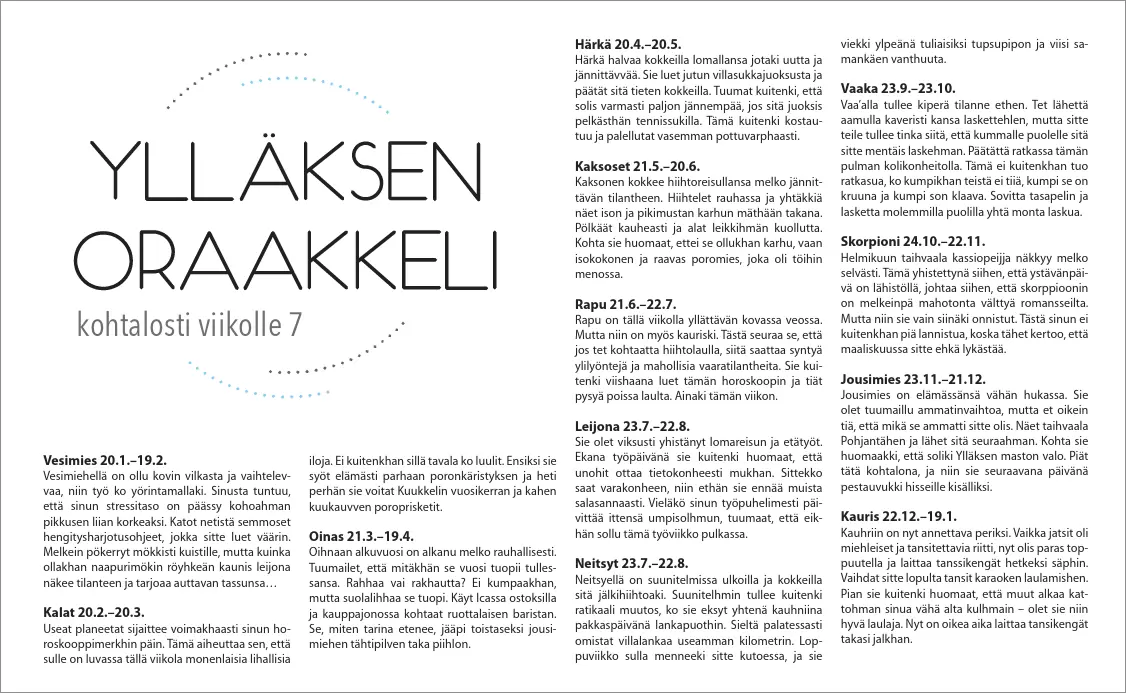 YLLÄKSEN
ORAAKKELI
kohtalosti viikolle 7
Vesimies 20.1.–19.2.
Vesimiehellä on ollu kovin vilkasta ja vaihtelev-
vaa, niin työ ko yörintamallaki. Sinusta tuntuu,
että sinun stressitaso on päässy kohoahman
pikkusen liian korkeaksi. Katot netistä semmoset
hengitysharjotusohjeet, jokka sitte luet väärin.
Melkein pökerryt mökkisti kuistille, mutta kuinka
ollakhan naapurimökin röyhkeän kaunis leijona
näkee tilanteen ja tarjoaa auttavan tassunsa…
Kalat 20.2.–20.3.
Useat planeetat sijaittee voimakhaasti sinun ho-
roskooppimerkhin päin. Tämä aiheuttaa sen, että
sulle on luvassa tällä viikola monenlaisia lihallisia
iloja. Ei kuitenkhan sillä tavala ko luulit. Ensiksi sie
syöt elämästi parhaan poronkäristyksen ja heti
perhän sie voitat Kuukkelin vuosikerran ja kahen
kuukauvven poroprisketit.
Oinas 21.3.–19.4.
Oihnaan alkuvuosi on alkanu melko rauhallisesti.
Tuumailet, että mitäkhän se vuosi tuopii tulles-
sansa. Rahhaa vai rakhautta? Ei kumpaakhan,
mutta suolalihhaa se tuopi. Käyt Icassa ostoksilla
ja kauppajonossa kohtaat ruottalaisen baristan.
Se, miten tarina etenee, jääpi toistaseksi jousi-
miehen tähtipilven taka piihlon.
Härkä 20.4.–20.5.
Härkä halvaa kokkeilla lomallansa jotaki uutta ja
jännittävvää. Sie luet jutun villasukkajuoksusta ja
päätät sitä tieten kokkeilla. Tuumat kuitenki, että
solis varmasti paljon jännempää, jos sitä juoksis
pelkästhän tennissukilla. Tämä kuitenki kostau-
tuu ja palellutat vasemman pottuvarphaasti.
Kaksoset 21.5.–20.6.
Kaksonen kokkee hiihtoreisullansa melko jännit-
tävän tilantheen. Hiihtelet rauhassa ja yhtäkkiä
näet ison ja pikimustan karhun mäthään takana.
Pölkäät kauheasti ja alat leikkihmän kuollutta.
Kohta sie huomaat, ettei se ollukhan karhu, vaan
isokokonen ja raavas poromies, joka oli töihin
menossa.
Rapu 21.6.–22.7.
Rapu on tällä viikolla yllättävän kovassa veossa.
Mutta niin on myös kauriski. Tästä seuraa se, että
jos tet kohtaatta hiihtolaulla, siitä saattaa syntyä
ylilyöntejä ja mahollisia vaaratilantheita. Sie kui-
tenki viishaana luet tämän horoskoopin ja tiät
pysyä poissa laulta. Ainaki tämän viikon.
Leijona 23.7.–22.8.
Sie olet viksusti yhistänyt lomareisun ja etätyöt.
Ekana työpäivänä sie kuitenki huomaat, että
unohit ottaa tietokonheesti mukhan. Sittekko
saat varakonheen, niin ethän sie ennää muista
salasannaasti. Vieläkö sinun työpuhelimesti päi-
vittää ittensä umpisolhmun, tuumaat, että eik-
hän sollu tämä työviikko pulkassa.
Neitsyt 23.7.–22.8.
Neitsyellä on suunitelmissa ulkoilla ja kokkeilla
sitä jälkihiihtoaki. Suunitelhmin tullee kuitenki
ratikaali muutos, ko sie eksyt yhtenä kauhniina
pakkaspäivänä lankapuothin. Sieltä palatessasti
omistat villalankaa useamman kilometrin. Lop-
puviikko sulla menneeki sitte kutoessa, ja sie
viekki ylpeänä tuliaisiksi tupsupipon ja viisi sa-
mankäen vanthuuta.
Vaaka 23.9.–23.10.
Vaa’alla tullee kiperä tilanne ethen. Tet lähettä
aamulla kaveristi kansa laskettehlen, mutta sitte
teile tullee tinka siitä, että kummalle puolelle sitä
sitte mentäis laskehman. Päätättä ratkassa tämän
pulman kolikonheitolla. Tämä ei kuitenkhan tuo
ratkasua, ko kumpikhan teistä ei tiiä, kumpi se on
kruuna ja kumpi son klaava. Sovitta tasapelin ja
lasketta molemmilla puolilla yhtä monta laskua.
Skorpioni 24.10.–22.11.
Helmikuun taihvaala kassiopeijja näkkyy melko
selvästi. Tämä yhistettynä siihen, että ystävänpäi-
vä on lähistöllä, johtaa siihen, että skorppioonin
on melkeinpä mahotonta välttyä romansseilta.
Mutta niin sie vain siinäki onnistut. Tästä sinun ei
kuitenkhan piä lannistua, koska tähet kertoo, että
maaliskuussa sitte ehkä lykästää.
Jousimies 23.11.–21.12.
Jousimies on elämässänsä vähän hukassa. Sie
olet tuumaillu ammatinvaihtoa, mutta et oikein
tiä, että mikä se ammatti sitte olis. Näet taihvaala
Pohjantähen ja lähet sitä seuraahman. Kohta sie
huomaakki, että soliki Ylläksen maston valo. Piät
tätä kohtalona, ja niin sie seuraavana päivänä
pestauvukki hisseille kisälliksi.
Kauris 22.12.–19.1.
Kauhriin on nyt annettava periksi. Vaikka jatsit oli
miehleiset ja tansitettavia riitti, nyt olis paras top-
puutella ja laittaa tanssikengät hetkeksi säphin.
Vaihdat sitte lopulta tansit karaoken laulamishen.
Pian sie kuitenki huomaat, että muut alkaa kat-
tohman sinua vähä alta kulhmain – olet sie niin
hyvä laulaja. Nyt on oikea aika laittaa tansikengät
takasi jalkhan.